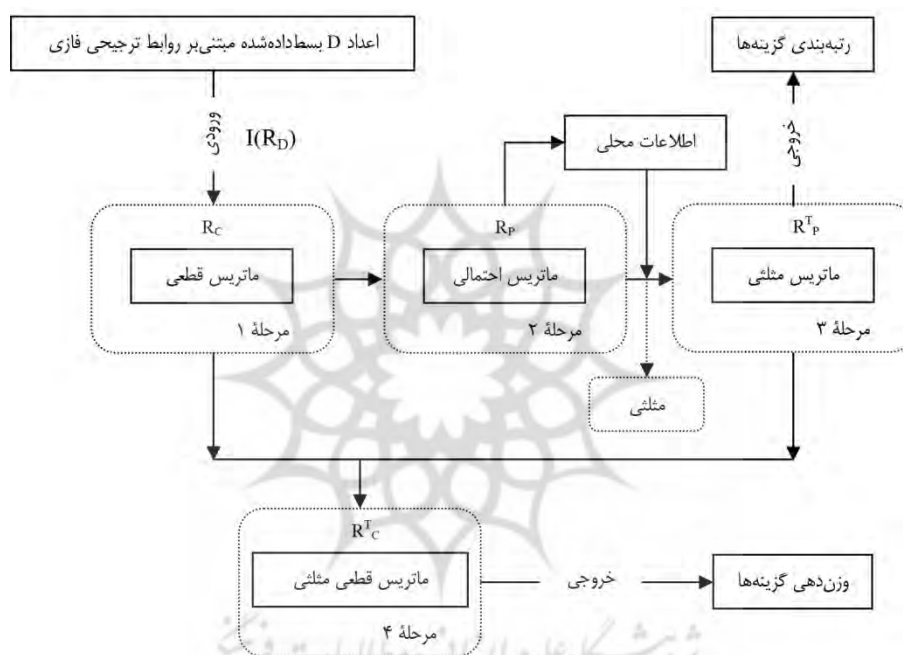 اعداد D بسط‌داده‌شده مبتنی‌بر روابط ترجیحی فازی
رتبه‌بندی گزینه‌ها
ورودی
I(R_D)
اطلاعات محلی
خروجی
R_C
ماتریس قطعی
مرحلهٔ ۱
R_P
ماتریس احتمالی
مرحلهٔ ۲
R^T_P
ماتریس مثلثی
مرحلهٔ ۳
مثلثی
R^T_C
ماتریس قطعی مثلثی
مرحلهٔ ۴
خروجی
وزن‌دهی گزینه‌ها